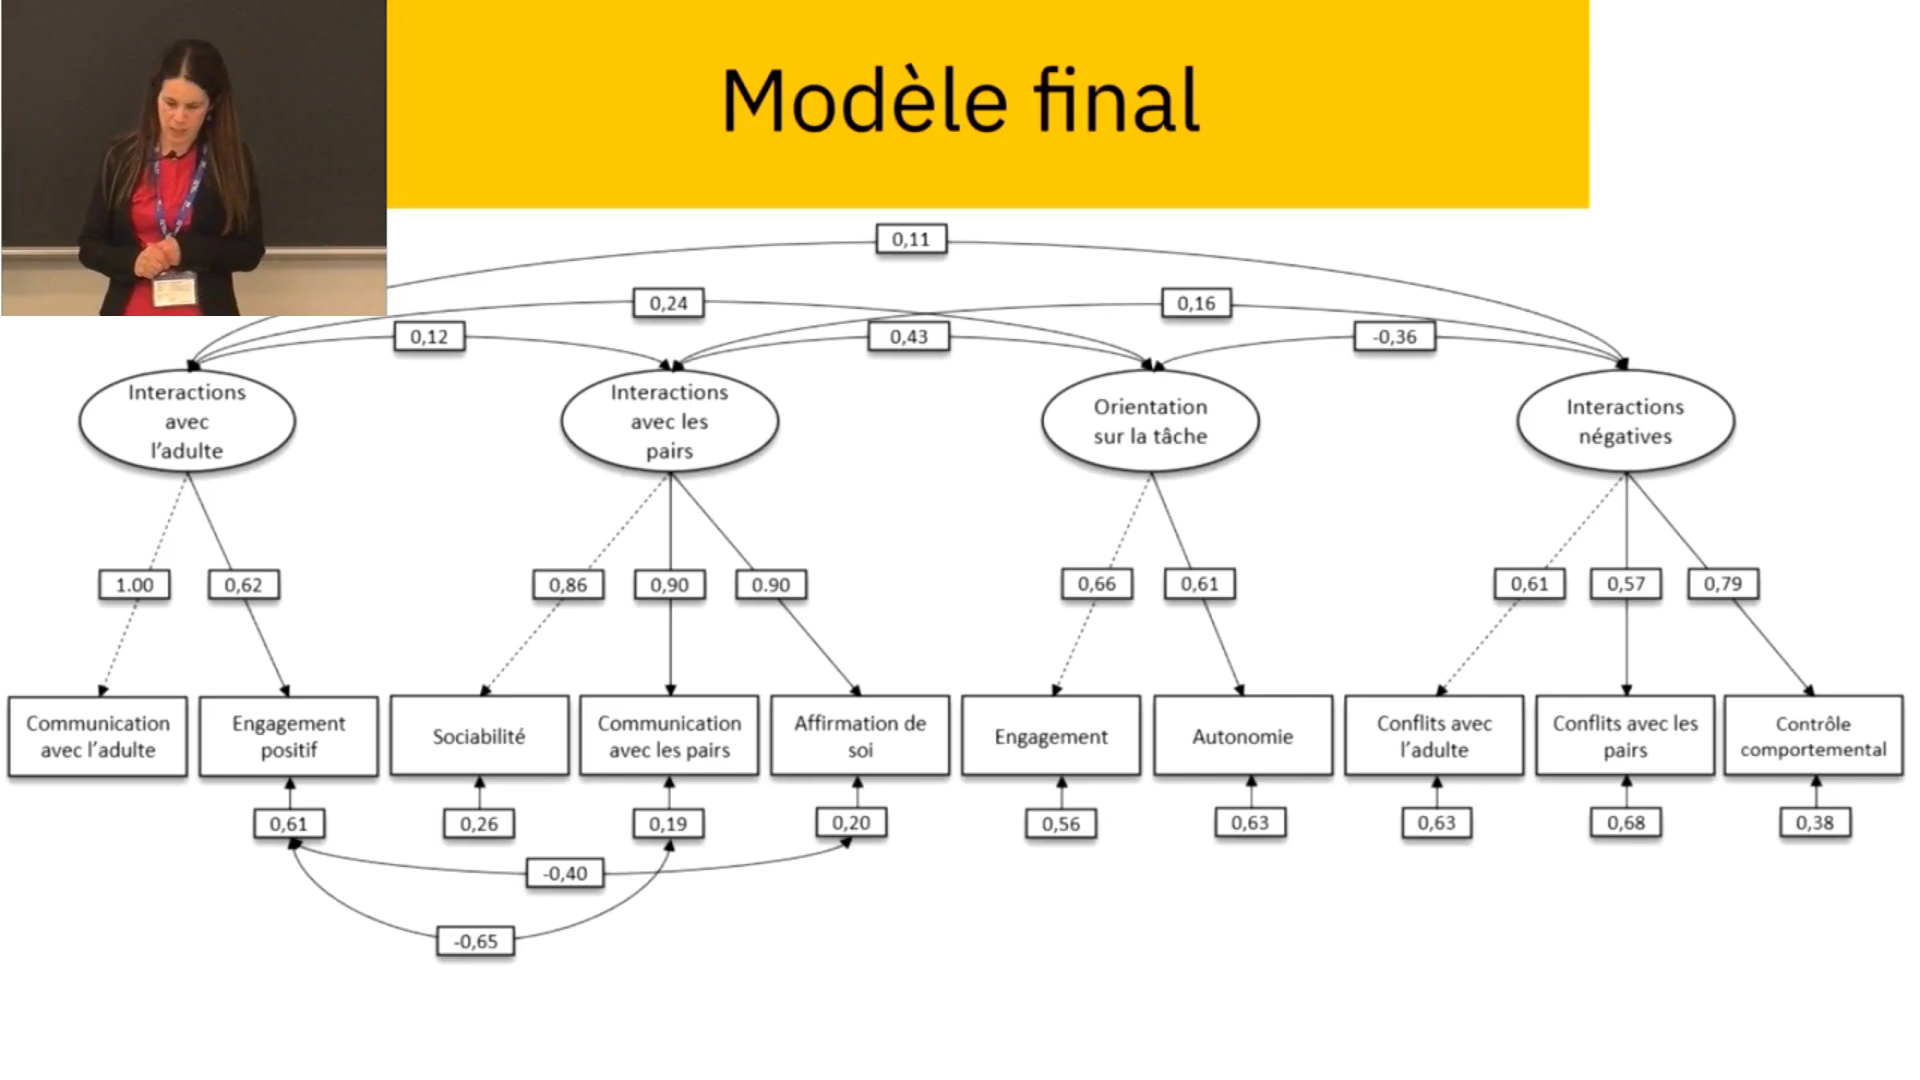 Modèle final
0,11
0,24
0,16
0,12
0,43
-0,36
Interactions
avec
l'adulte
Interactions
avec les
pairs
Orientation
sur la tâche
Interactions
négatives
1.00
0,62
0,86
0,90
0.90
0,66
0,61
0,61
0,57
0,79
Communication
avec l'adulte
Engagement
positif
Sociabilité
Communication
avec les pairs
Affirmation de
soi
Engagement
Autonomie
Conflits avec
l'adulte
Conflits avec les
pairs
Contrôle
comportemental
0,61
0,26
0,19
0,20
0,56
0,63
0,63
0,68
0,38
-0,40
-0,65